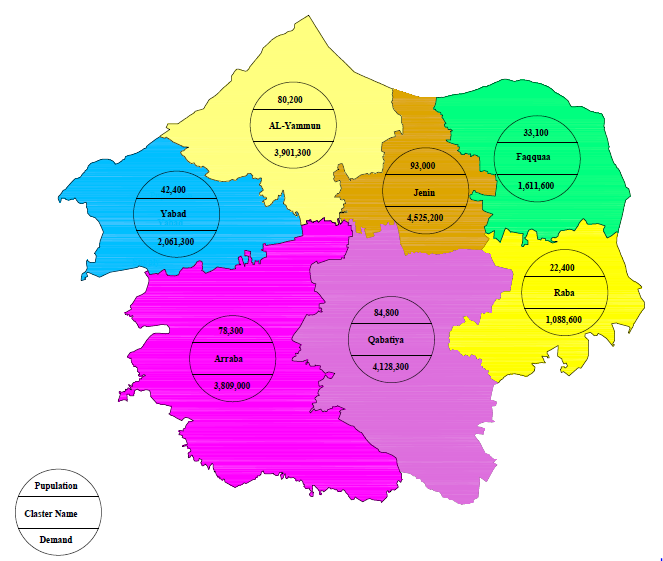 80,200
AL-Yammun
3,901,300
33,100
Faqquaa
1,611,600
93,000
Jenin
4,525,200
42,400
Yabad
2,061,300
22,400
Raba
1,088,600
84,800
Qabatiya
4,128,300
78,300
Arraba
3,809,000
Pupulation
Claster Name
Demand